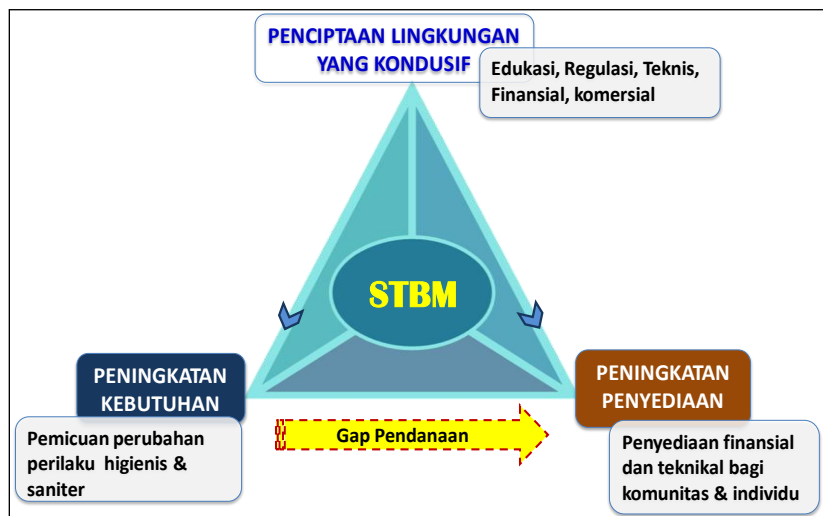 PENCIPTAAN LINGKUNGAN
YANG KONDUSIF
Edukasi, Regulasi, Teknis,
Finansial, komersial
STBM
PENINGKATAN
KEBUTUHAN
Pemicuan perubahan
perilaku higienis &
saniter
Gap Pendanaan
PENINGKATAN
PENYEDIAAN
Penyediaan finansial
dan teknikal bagi
komunitas & individu